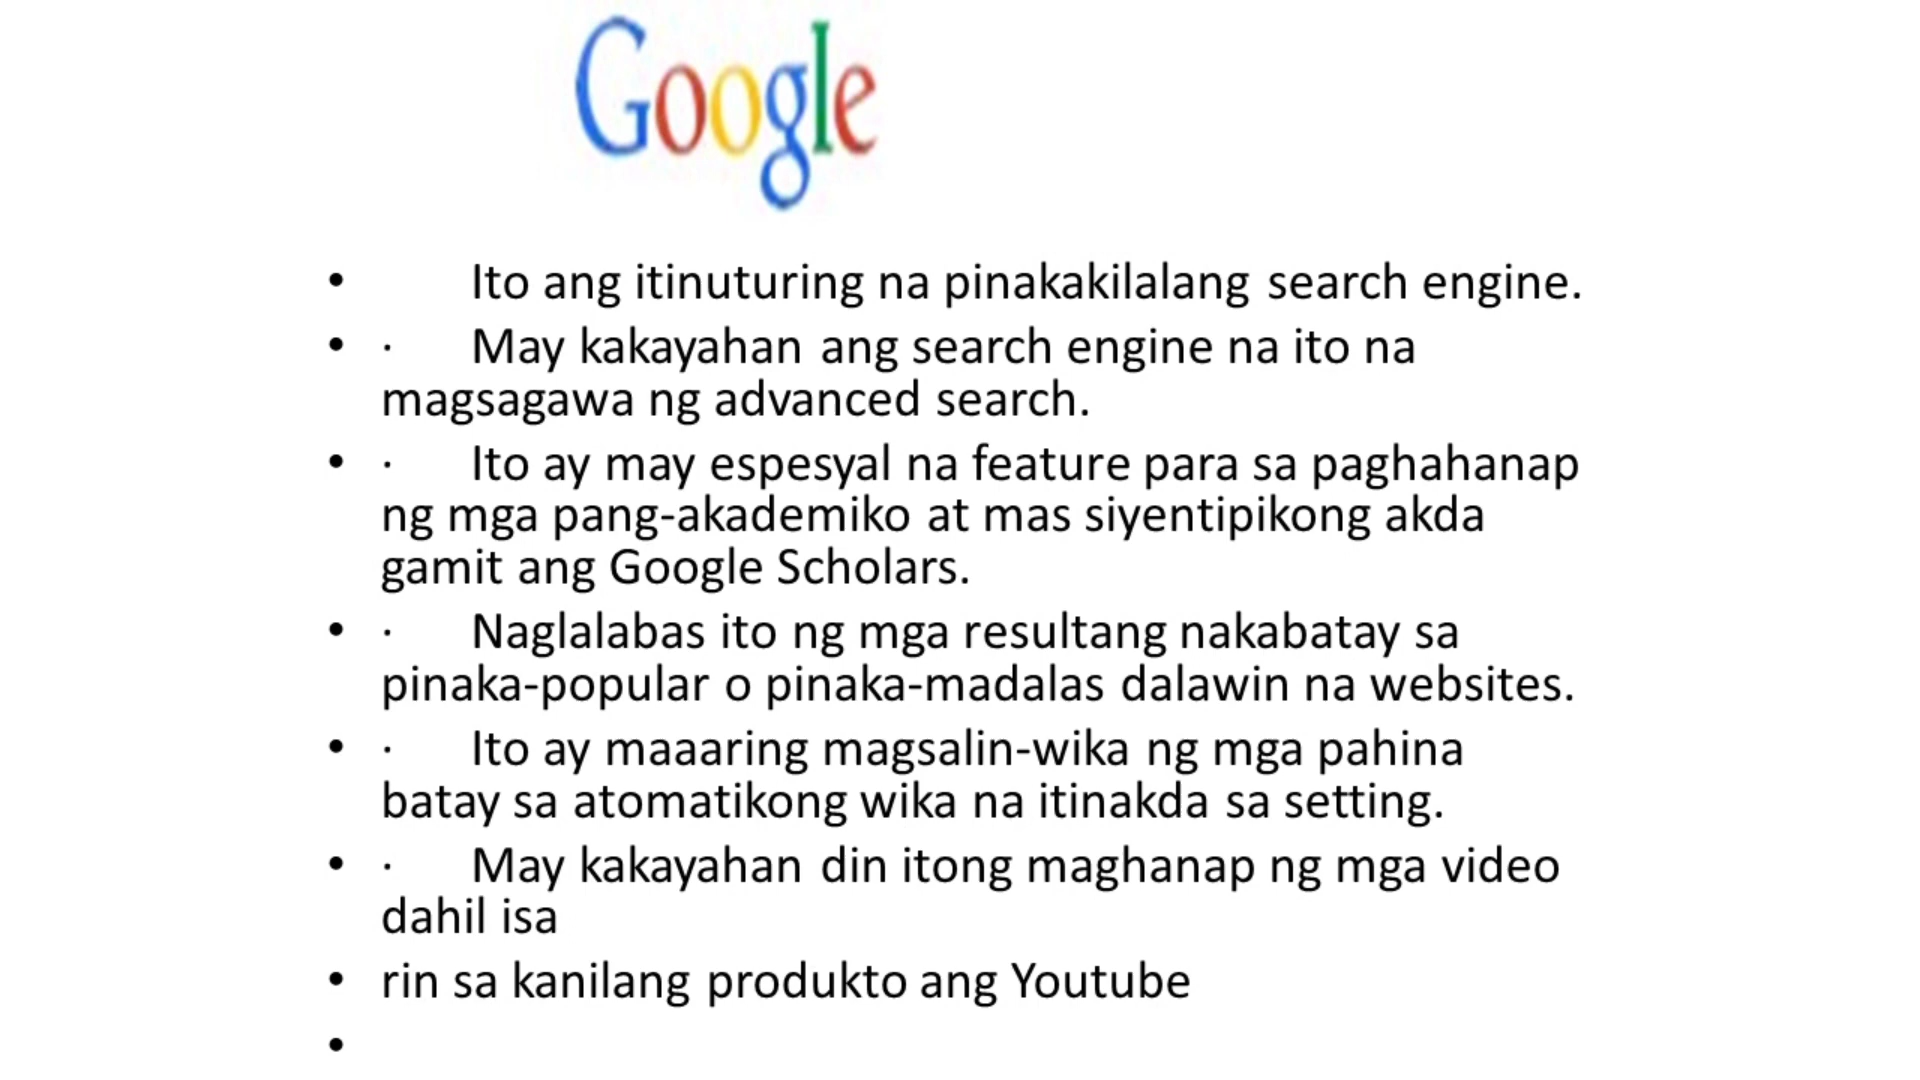 Google
• Ito ang itinuturing na pinakakilalang search engine.
• · May kakayahan ang search engine na ito na
magsagawa ng advanced search.
• · Ito ay may espesyal na feature para sa paghahanap
ng mga pang-akademiko at mas siyentipikong akda
gamit ang Google Scholars.
• · Naglalabas ito ng mga resultang nakabatay sa
pinaka-popular o pinaka-madalas dalawin na websites.
• · Ito ay maaaring magsalin-wika ng mga pahina
batay sa atomatikong wika na itinakda sa setting.
• · May kakayahan din itong maghanap ng mga video
dahil isa
• rin sa kanilang produkto ang Youtube
•